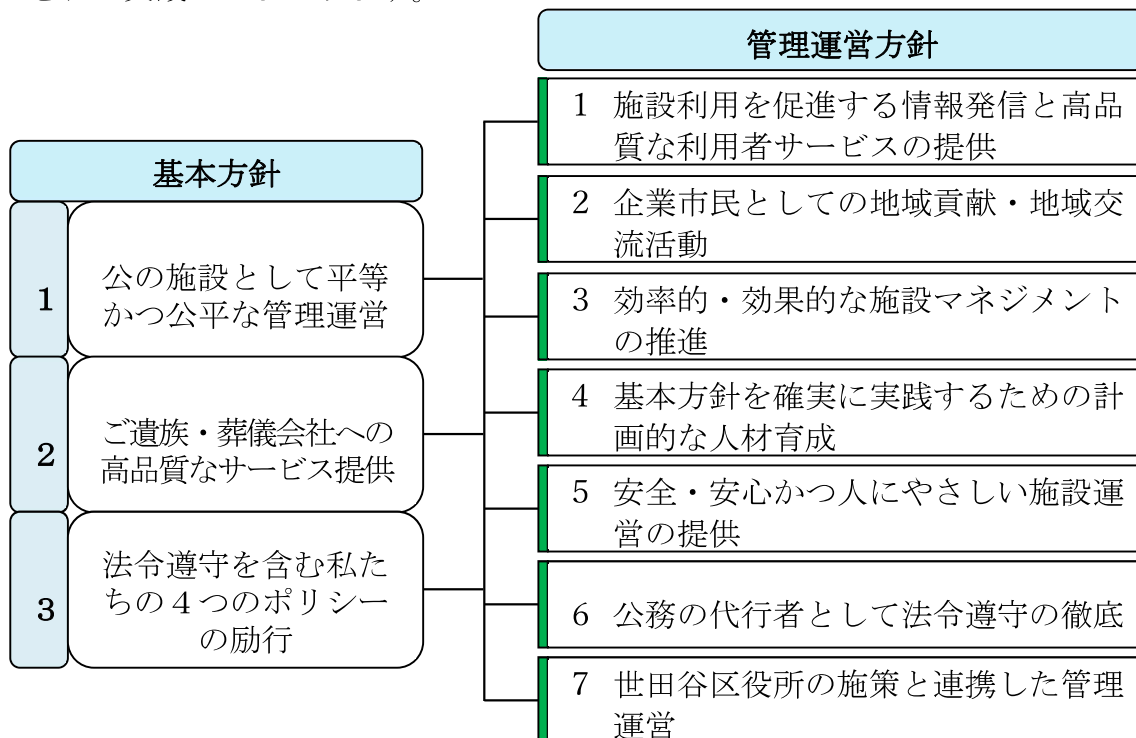 管理運営方針
基本方針
1
公の施設として平等
かつ公平な管理運営
2
ご遺族・葬儀会社への
高品質なサービス提供
3
法令遵守を含む私た
ちの４つのポリシー
の励行
1 施設利用を促進する情報発信と高品
質な利用者サービスの提供
2 企業市民としての地域貢献・地域交
流活動
3 効率的・効果的な施設マネジメント
の推進
4 基本方針を確実に実践するための計
画的な人材育成
5 安全・安心かつ人にやさしい施設運
営の提供
6 公務の代行者として法令遵守の徹底
7 世田谷区役所の施策と連携した管理
運営